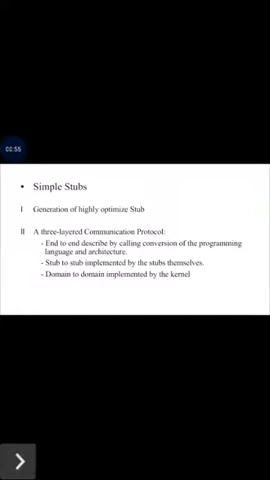 00:55
• Simple Stubs
I Generation of highly optimize Stub
II A three-layered Communication Protocol:
- End to end describe by calling conversion of the programming
language and architecture.
- Stub to stub implemented by the stubs themselves.
- Domain to domain implemented by the kernel